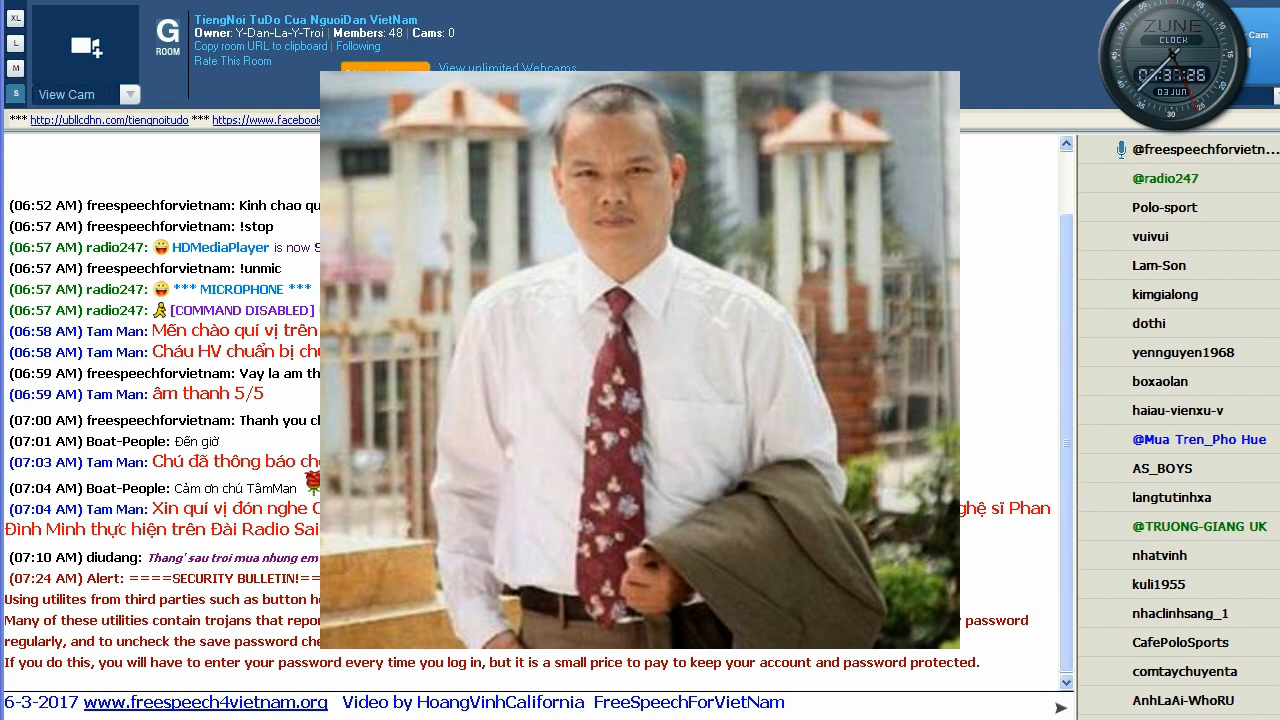 XL
L
M
S
View Cam
G
ROOM
TiengNoi TuDo Cua NguoiDan VietNam
Owner: Y-Dan-La-Y-Troi | Members: 48 | Cams: 0
Copy room URL to clipboard | Following
Rate This Room
View unlimited Webcams
ZUNE
CLOCK
03 JUN
Cam
*** http://ubllcdhn.com/tiengnoitudo *** https://www.facebook
(06:52 AM) freespeechforvietnam: Kinh chao qu
(06:57 AM) freespeechforvietnam: !stop
(06:57 AM) radio247: HDMediaPlayer is now S
(06:57 AM) freespeechforvietnam: !unmic
(06:57 AM) radio247: *** MICROPHONE ***
(06:57 AM) radio247: [COMMAND DISABLED]
(06:58 AM) Tam Man: Mến chào quí vị trên
(06:58 AM) Tam Man: Cháu HV chuẩn bị chư
(06:59 AM) freespeechforvietnam: Vay la am th
(06:59 AM) Tam Man: âm thanh 5/5
(07:00 AM) freespeechforvietnam: Thank you ch
(07:01 AM) Boat-People: Đến giờ
(07:03 AM) Tam Man: Chú đã thông báo cho
(07:04 AM) Boat-People: Cảm ơn chú TâmMan
(07:04 AM) Tam Man: Xin quí vị đón nghe C ghệ sĩ Phan
Đình Minh thực hiện trên Đài Radio Sai
(07:10 AM) diudang: Thang' sau troi mua nhung em
(07:24 AM) Alert: ====SECURITY BULLETIN!==
Using utilites from third parties such as button h
Many of these utilities contain trojans that repor password
regularly, and to uncheck the save password che
If you do this, you will have to enter your password every time you log in, but it is a small price to pay to keep your account and password protected.
6-3-2017 www.freespeech4vietnam.org Video by HoangVinhCalifornia FreeSpeechForVietNam
@freespeechforvietn...
@radio247
Polo-sport
vuivui
Lam-Son
kimgialong
dothi
yennguyen1968
boxaolan
haiau-vienxu-v
@Mua Tren_Pho Hue
AS_BOYS
langtutinhxa
@TRUONG-GIANG UK
nhatvinh
kuli1955
nhaclinhsang_1
CafePoloSports
comtaychuyenta
AnhLaAi-WhoRU